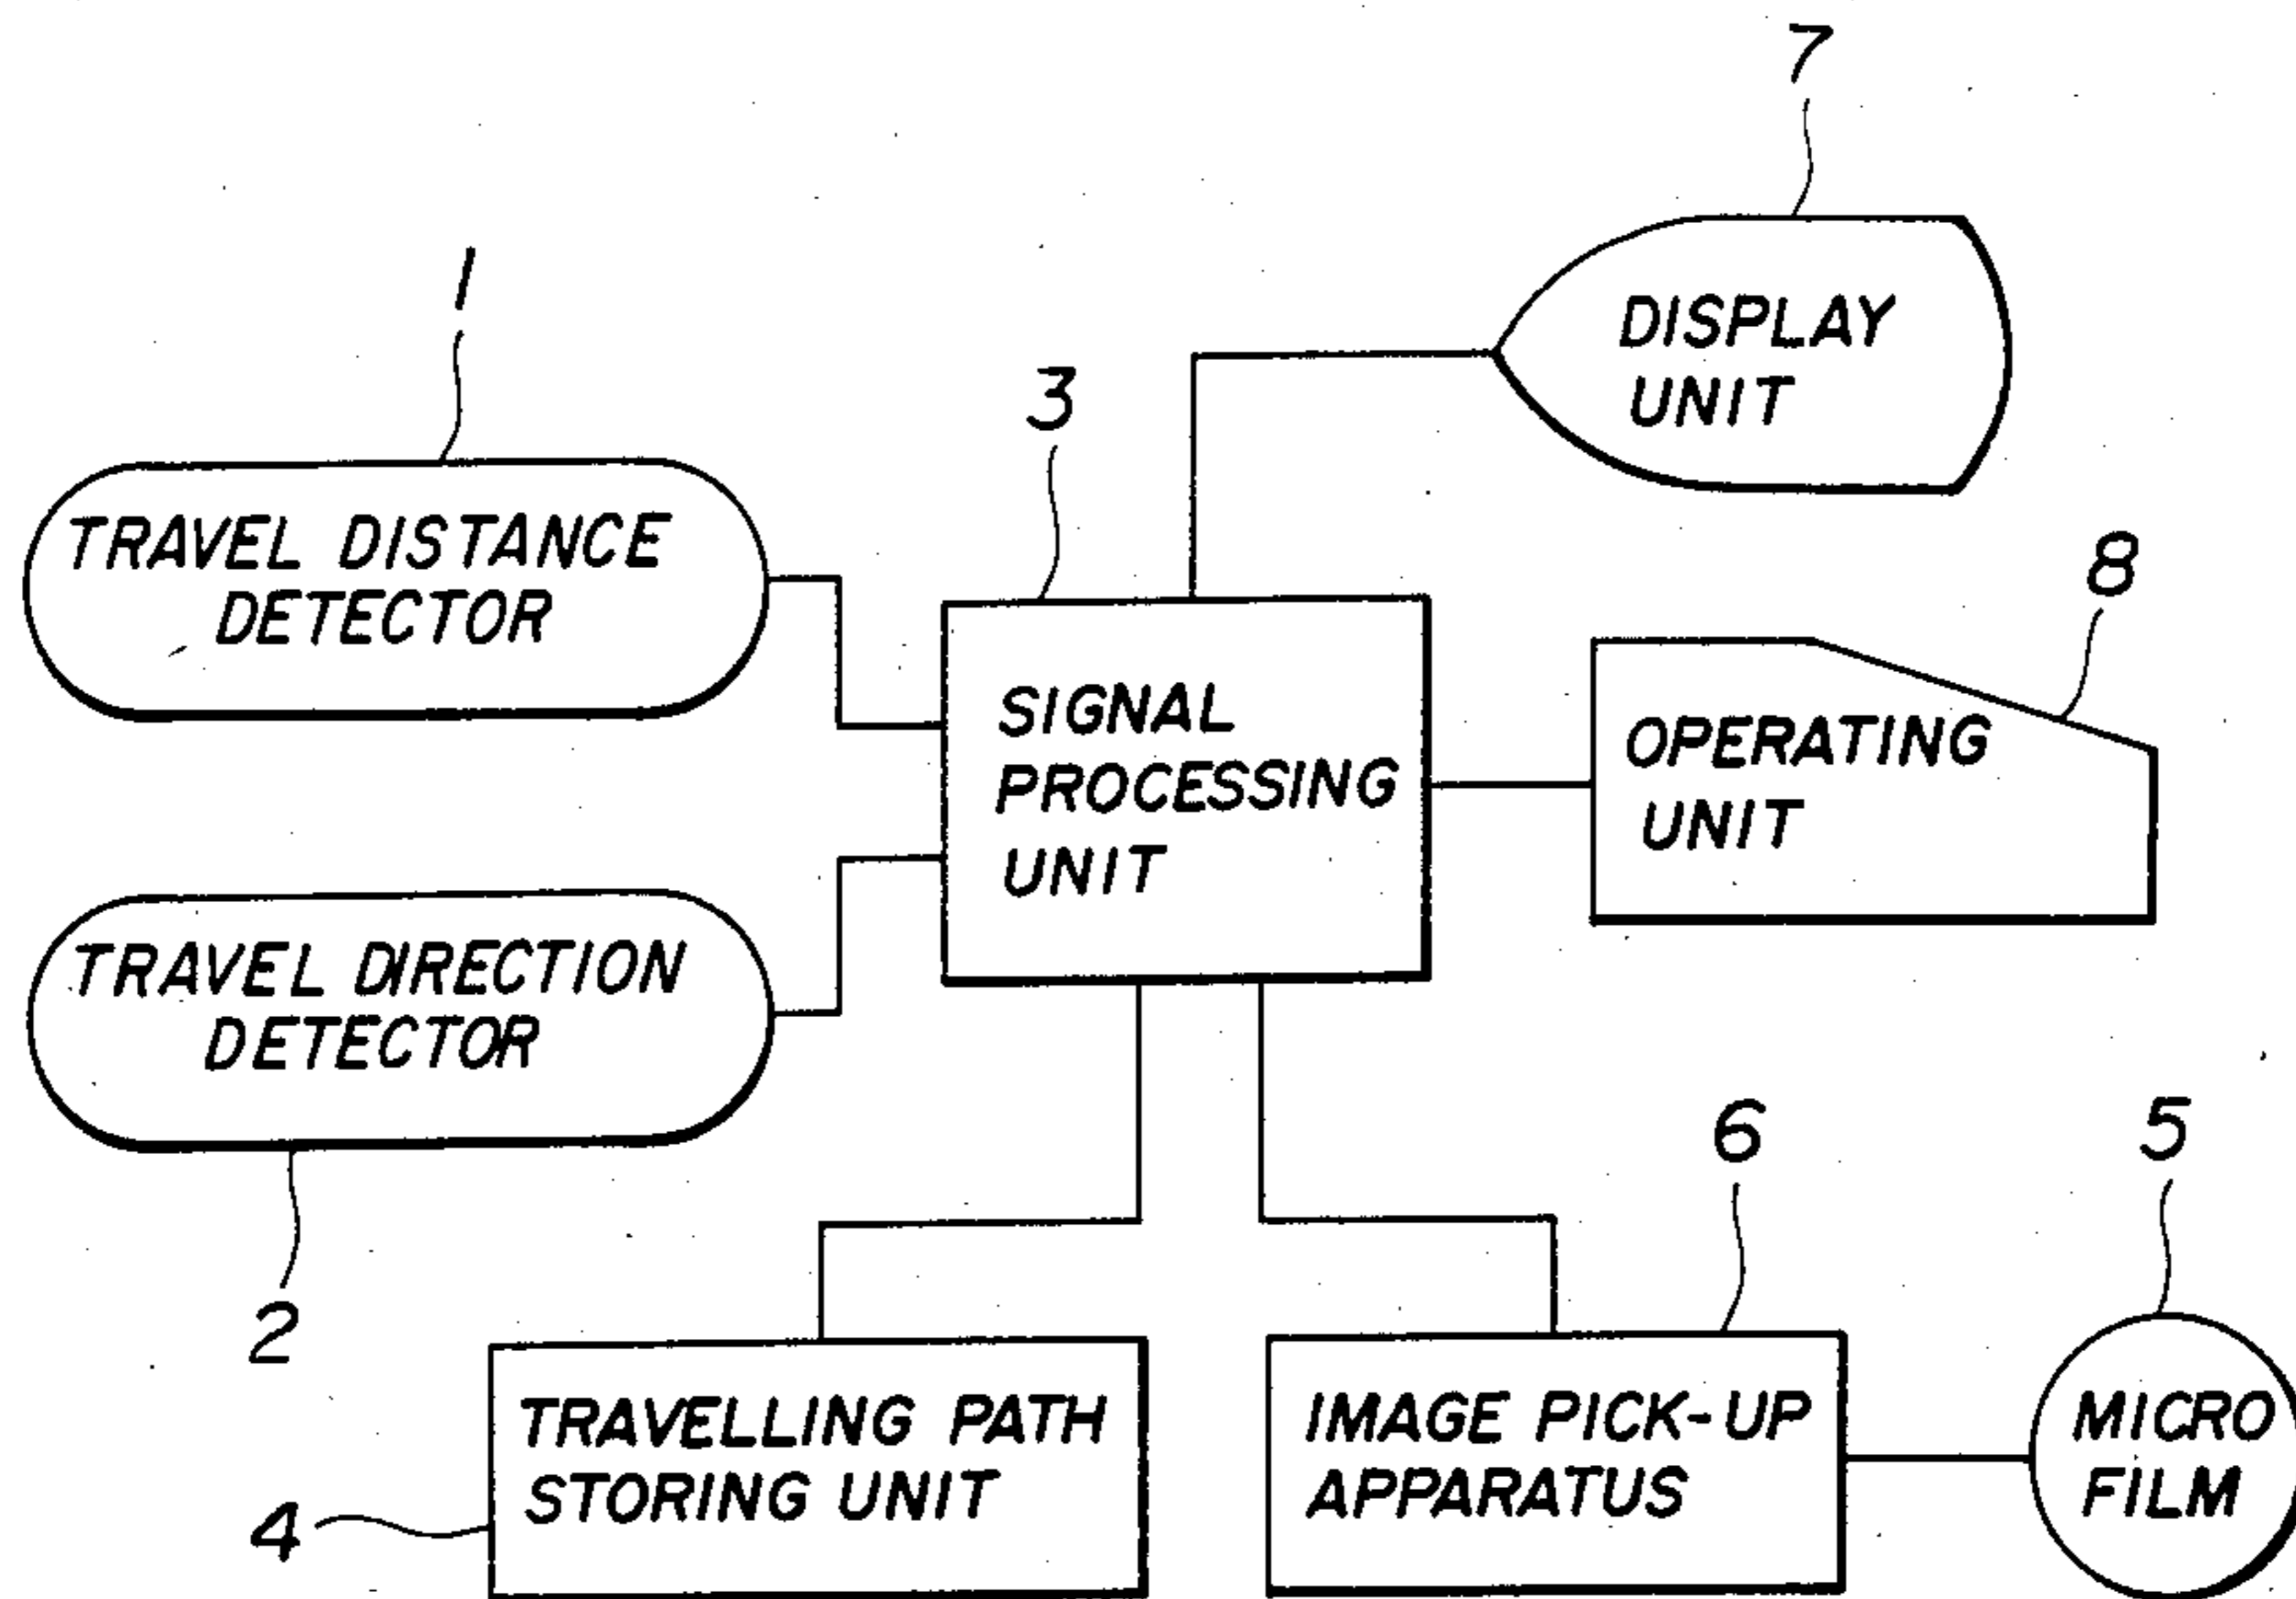 7
1
DISPLAY
UNIT
3
TRAVEL DISTANCE
DETECTOR
8
SIGNAL
PROCESSING
UNIT
OPERATING
UNIT
TRAVEL DIRECTION
DETECTOR
6
5
2
TRAVELLING PATH
STORING UNIT
IMAGE PICK-UP
APPARATUS
MICRO
FILM
4